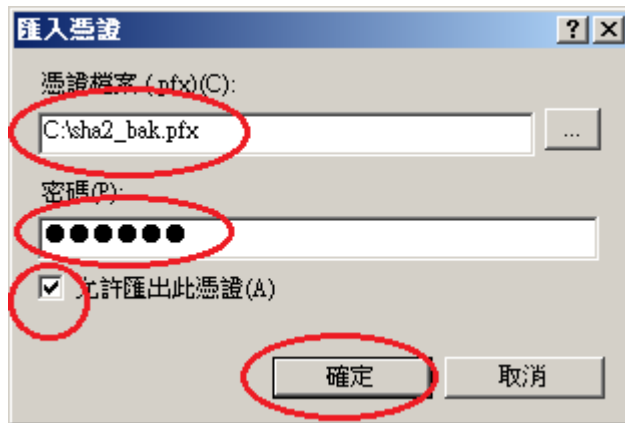 匯入憑證
憑證檔案 (.pfx)(C):
C:\sha2_bak.pfx
...
密碼(P):
●●●●●●
允許匯出此憑證(A)
確定
取消